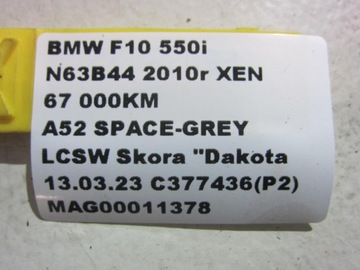 BMW F10 550i
N63B44 2010r XEN
67 000KM
A52 SPACE-GREY
LCSW Skora "Dakota
13.03.23 C377436(P2)
MAG00011378